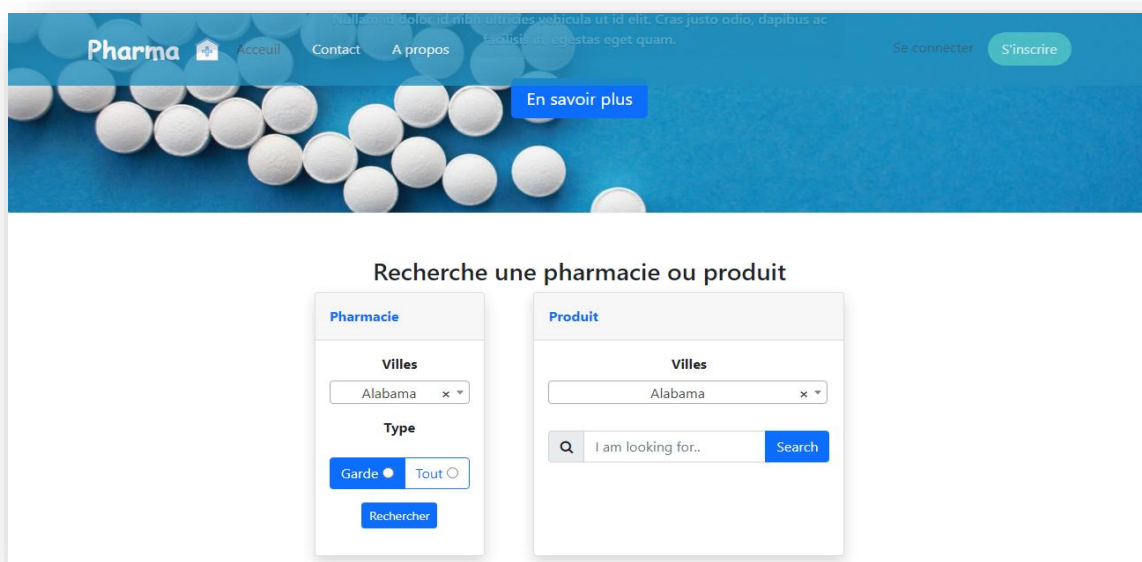 Nullam id dolor id nibh ultricies vehicula ut id elit. Cras justo odio, dapibus ac
facilisis in, egestas eget quam.
Pharma Acceuil Contact A propos Se connecter S'inscrire
En savoir plus
Recherche une pharmacie ou produit
Pharmacie
Villes
Alabama × 
Type
Garde Tout
Rechercher
Produit
Villes
Alabama ×
I am looking for.. Search